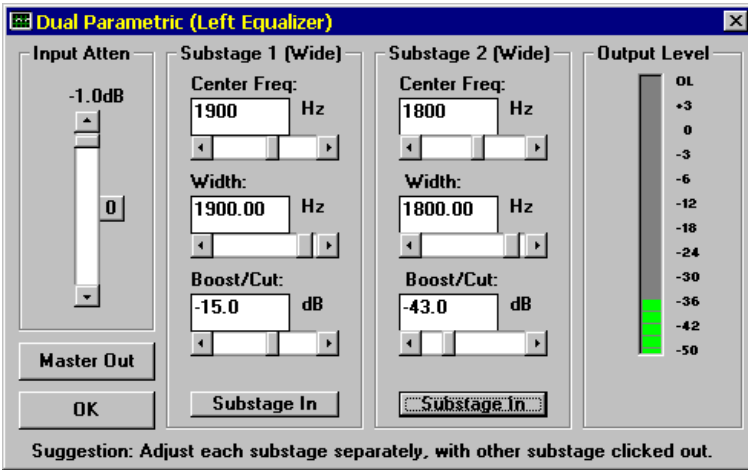 Dual Parametric (Left Equalizer)
Input Atten
-1.0dB
0
Master Out
OK
Substage 1 (Wide)
Center Freq:
1900 Hz
Width:
1900.00 Hz
Boost/Cut:
-15.0 dB
Substage In
Substage 2 (Wide)
Center Freq:
1800 Hz
Width:
1800.00 Hz
Boost/Cut:
-43.0 dB
Substage In
Output Level
OL
+3
0
-3
-6
-12
-18
-24
-30
-36
-42
-50
Suggestion: Adjust each substage separately, with other substage clicked out.